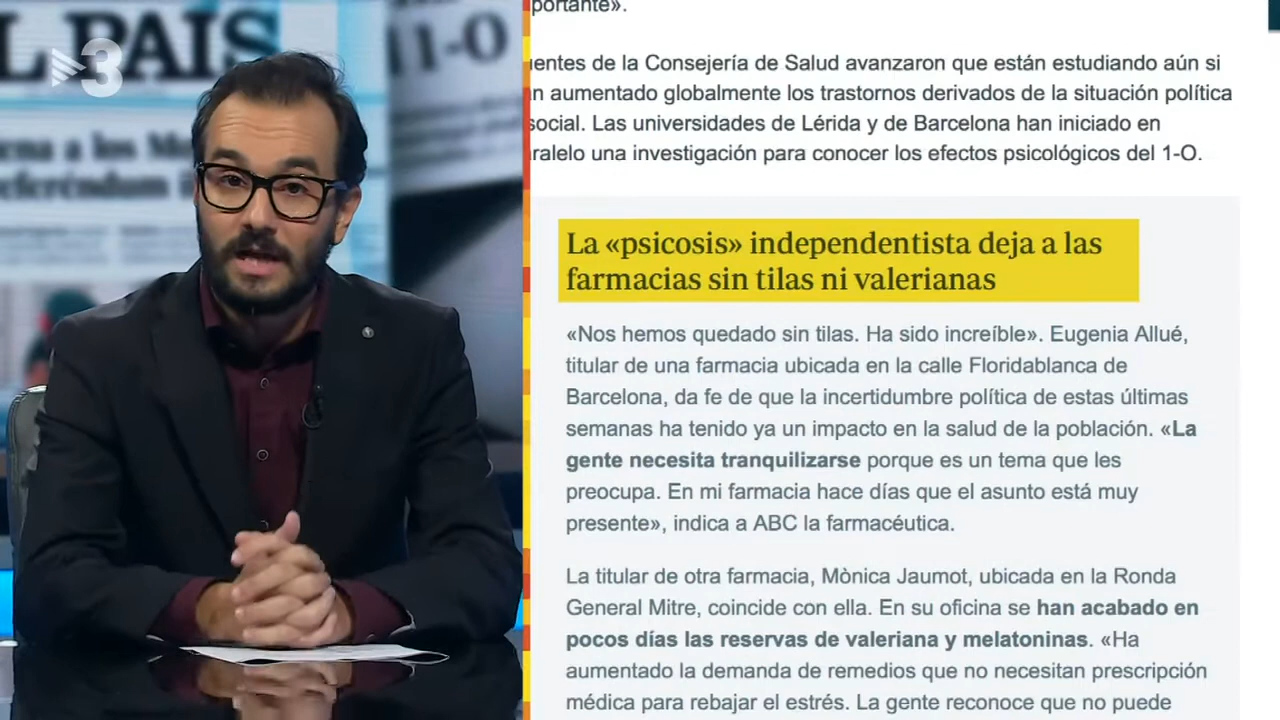 L PAÍS
3
11-O
ena a los Mo
eferéndum i
portante».
uentes de la Consejería de Salud avanzaron que están estudiando aún si
an aumentado globalmente los trastornos derivados de la situación política
social. Las universidades de Lérida y de Barcelona han iniciado en
aralelo una investigación para conocer los efectos psicológicos del 1-O.
La «psicosis» independentista deja a las
farmacias sin tilas ni valerianas
«Nos hemos quedado sin tilas. Ha sido increíble». Eugenia Allué,
titular de una farmacia ubicada en la calle Floridablanca de
Barcelona, da fe de que la incertidumbre política de estas últimas
semanas ha tenido ya un impacto en la salud de la población. «La
gente necesita tranquilizarse porque es un tema que les
preocupa. En mi farmacia hace días que el asunto está muy
presente», indica a ABC la farmacéutica.
La titular de otra farmacia, Mònica Jaumot, ubicada en la Ronda
General Mitre, coincide con ella. En su oficina se han acabado en
pocos días las reservas de valeriana y melatoninas. «Ha
aumentado la demanda de remedios que no necesitan prescripción
médica para rebajar el estrés. La gente reconoce que no puede